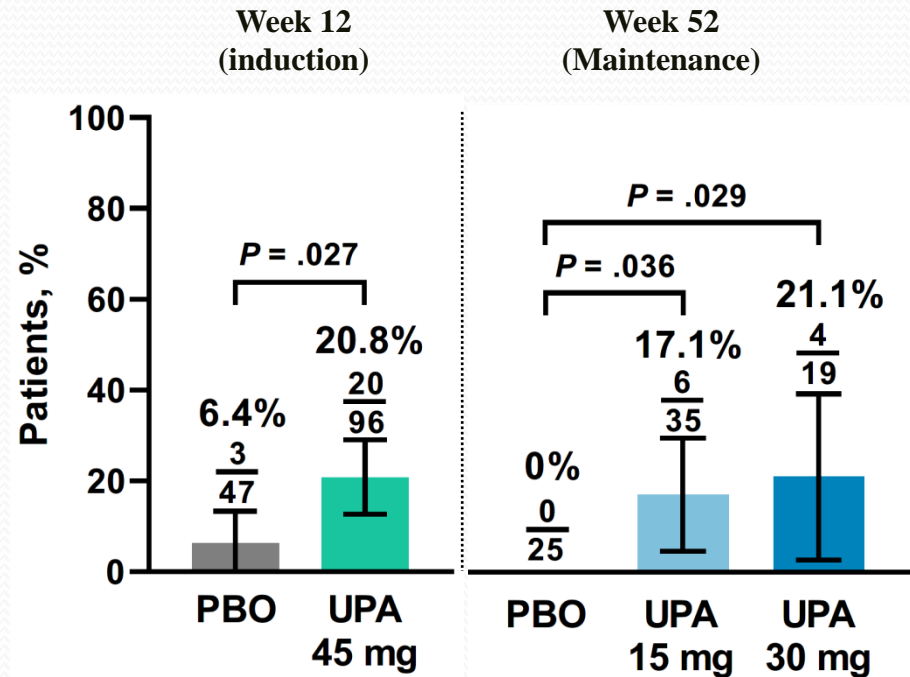 Week 12
(induction)
Week 52
(Maintenance)
Patients, %
100
80
60
40
20
0
P = .027
6.4%
3
47
20.8%
20
96
PBO
UPA
45 mg
P = .029
P = .036
0%
0
25
17.1%
6
35
21.1%
4
19
PBO
UPA
15 mg
UPA
30 mg